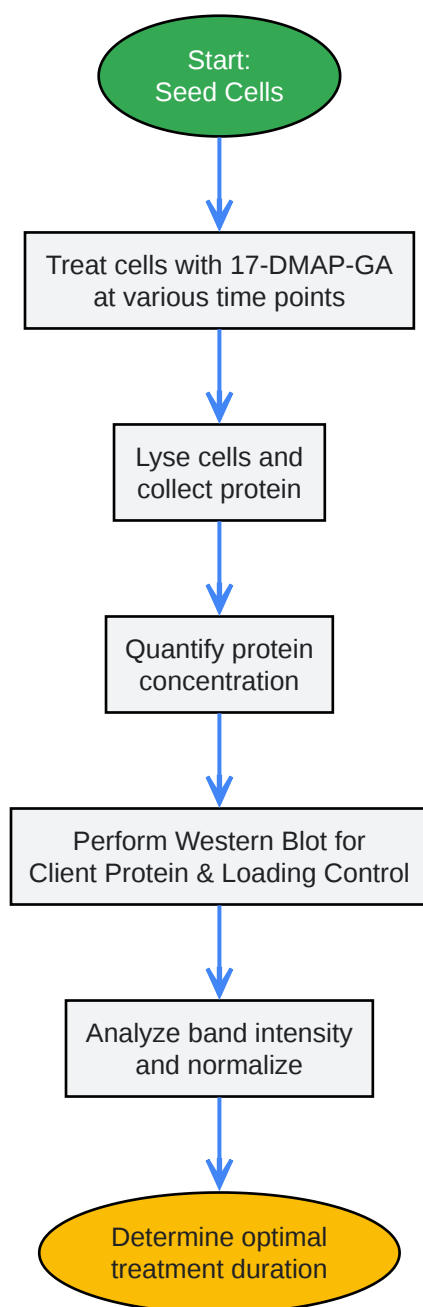 Start:
Seed Cells
Treat cells with 17-DMAP-GA
at various time points
Lyse cells and
collect protein
Quantify protein
concentration
Perform Western Blot for
Client Protein & Loading Control
Analyze band intensity
and normalize
Determine optimal
treatment duration